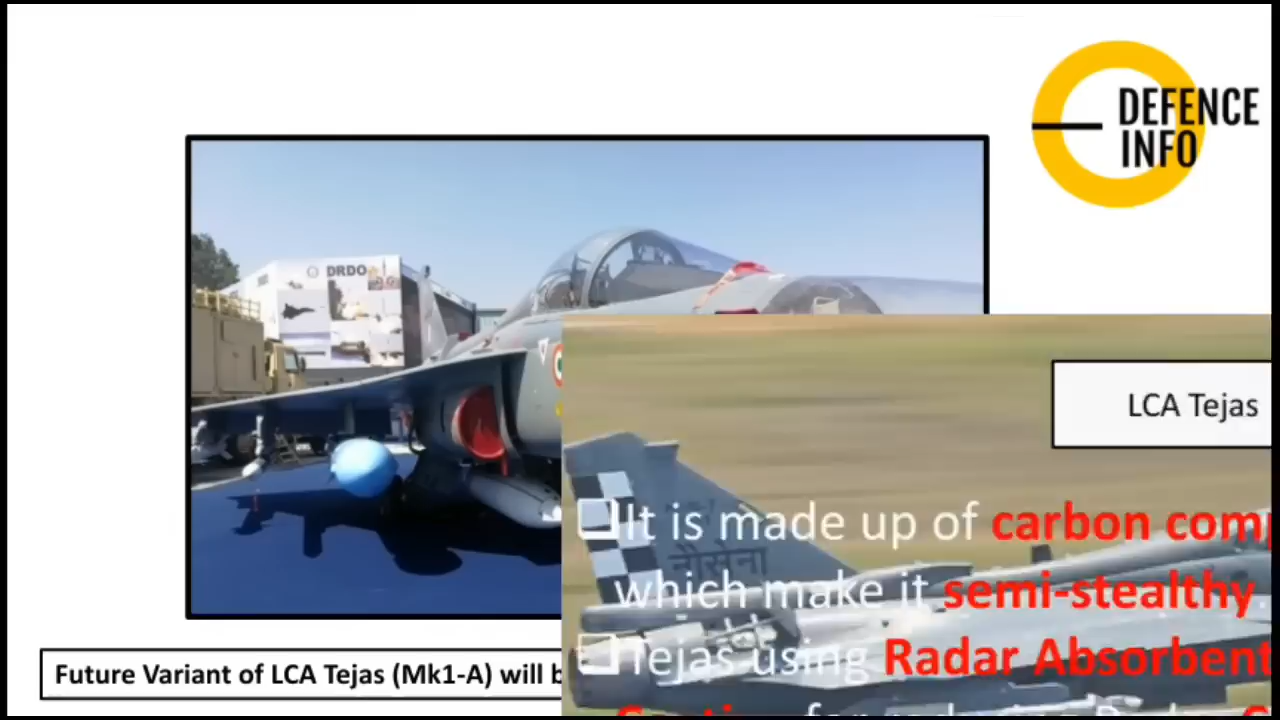 DEFENCE
INFO
DRDO
LCA Tejas
It is made up of carbon com
which make it semi-stealthy.
नौसेना
Tejas using Radar Absorbent
Future Variant of LCA Tejas (Mk1-A) will b